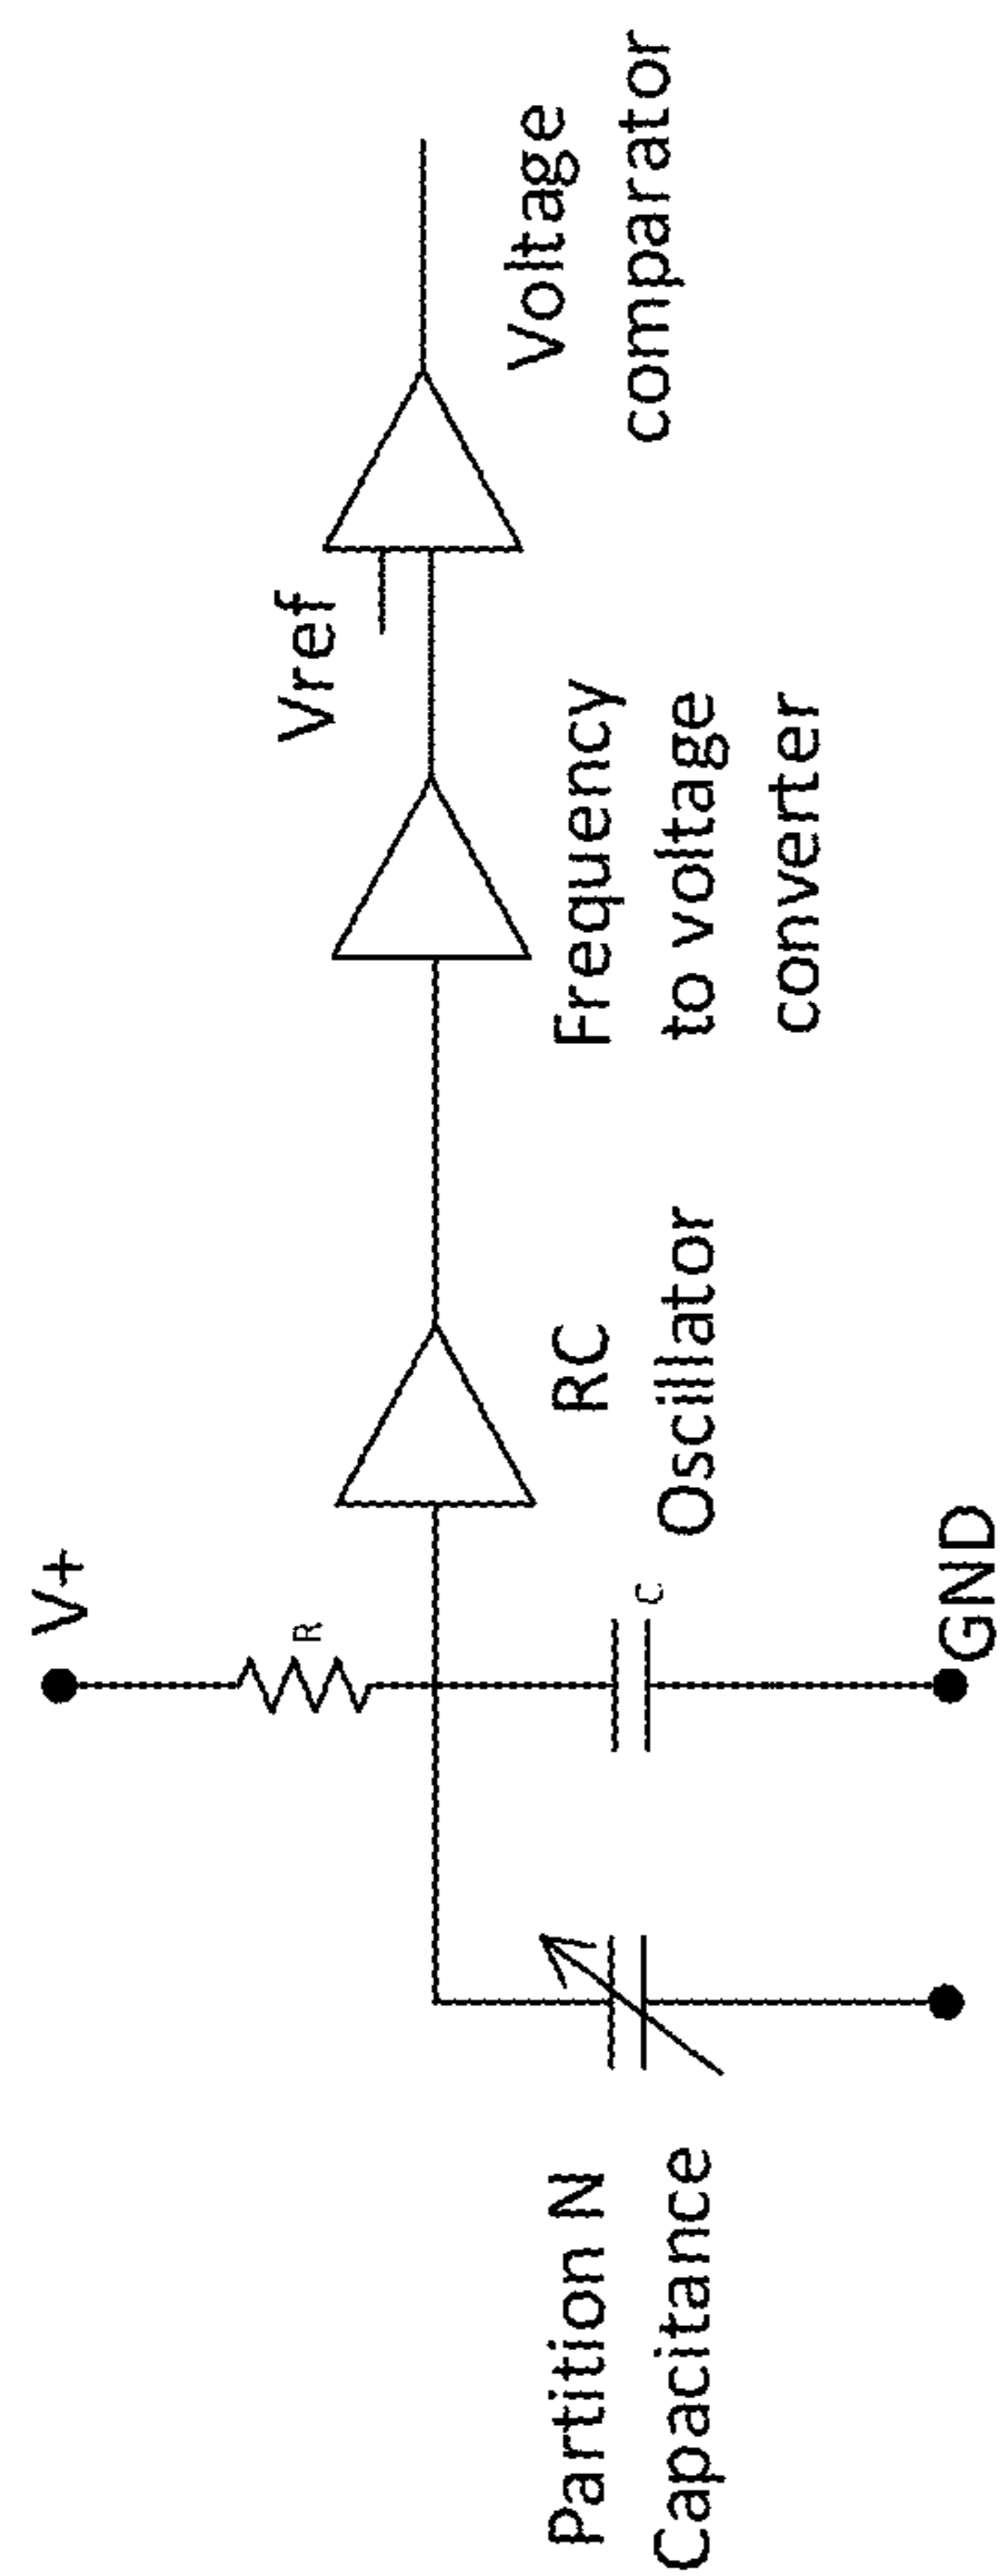 Partition N
Capacitance
V+
R
C
GND
RC
Oscillator
Frequency
to voltage
converter
Vref
Voltage
comparator